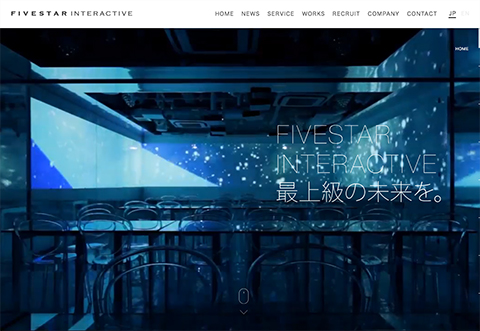 FIVESTAR INTERACTIVE
HOME NEWS SERVICE WORKS RECRUIT COMPANY CONTACT JP EN
HOME
FIVESTAR
INTERACTIVE
最上級の未来を。